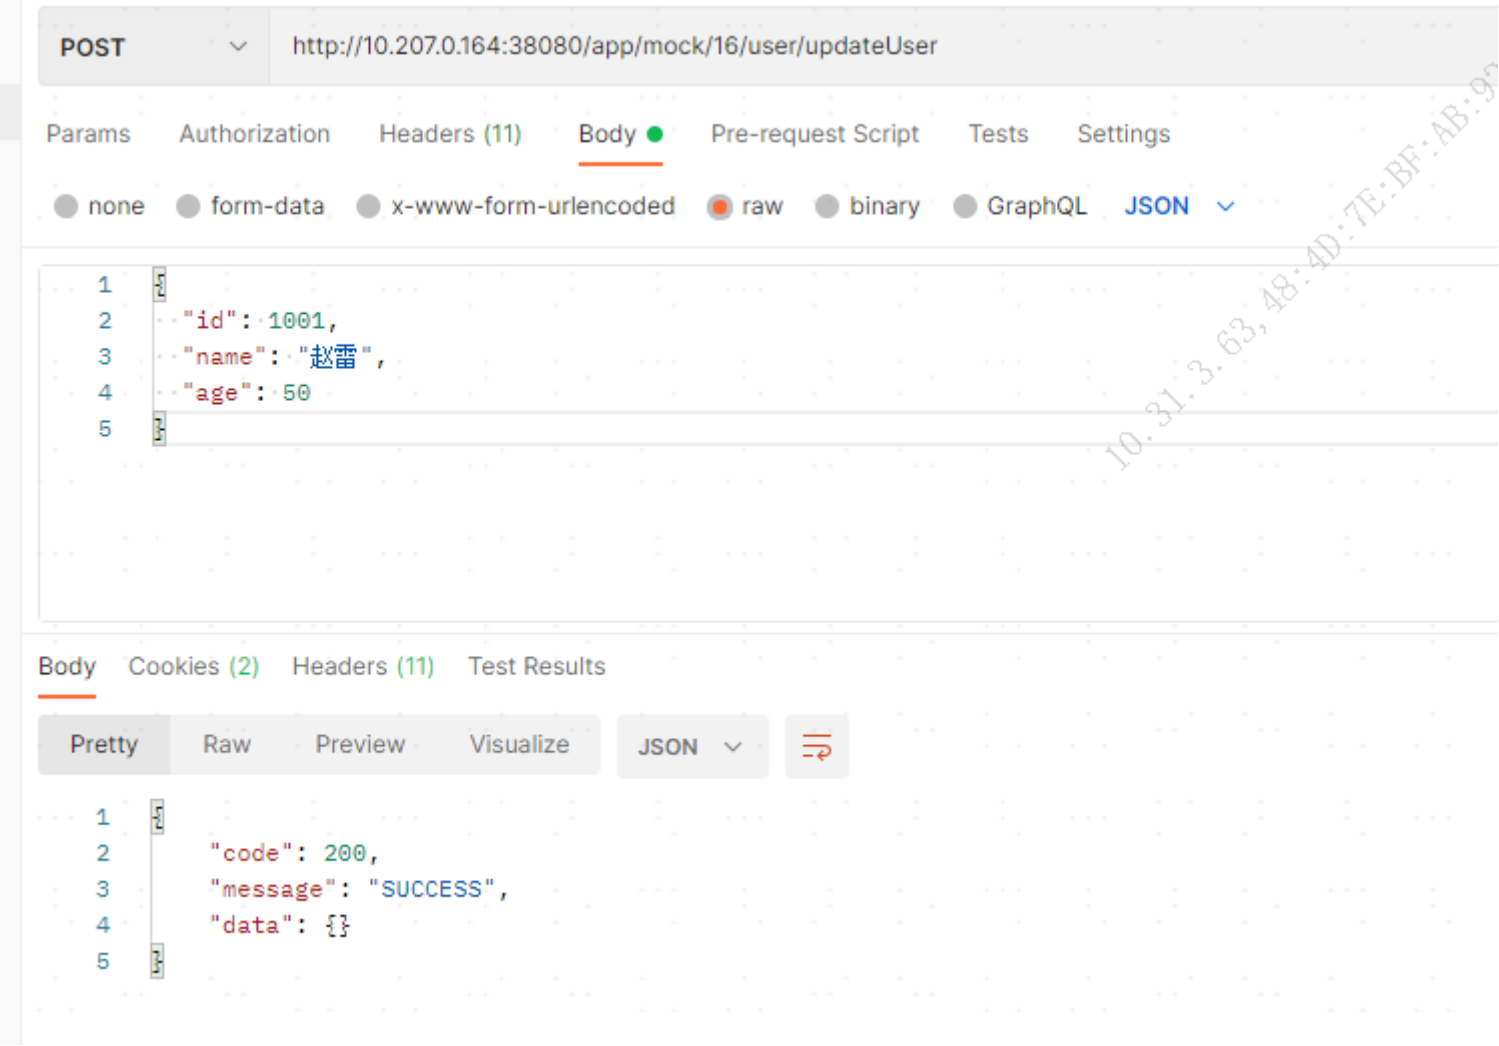 POST http://10.207.0.164:38080/app/mock/16/user/updateUser
Params Authorization Headers (11) Body Pre-request Script Tests Settings
none form-data x-www-form-urlencoded raw binary GraphQL JSON
1 {
2 "id": 1001,
3 "name": "赵雷",
4 "age": 50
5 }
10.31.3.63, 48:4D:7E:BF:AB:93
Body Cookies (2) Headers (11) Test Results
Pretty Raw Preview Visualize JSON
1 {
2 "code": 200,
3 "message": "SUCCESS",
4 "data": {}
5 }